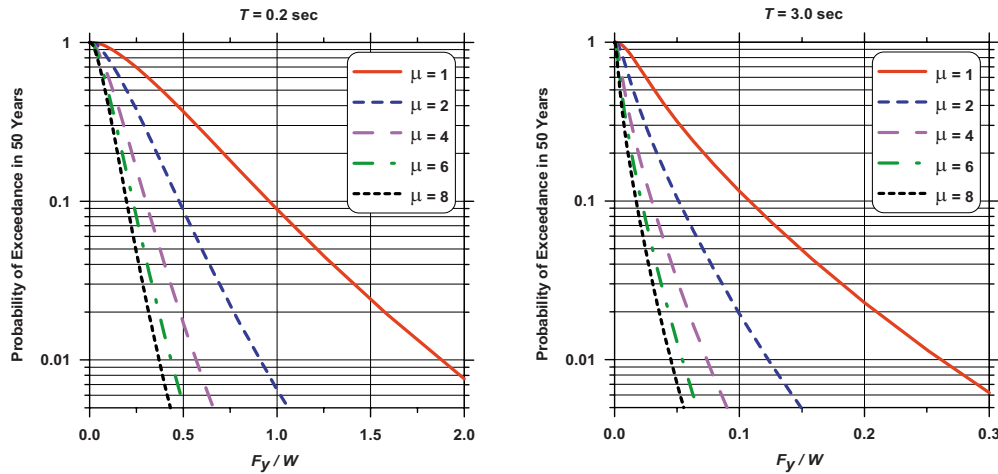 T = 0.2 sec
Probability of Exceedance in 50 Years
1
0.1
0.01
μ = 1
μ = 2
μ = 4
μ = 6
μ = 8
0.0 0.5 1.0 1.5 2.0
Fy / W
T = 3.0 sec
Probability of Exceedance in 50 Years
1
0.1
0.01
μ = 1
μ = 2
μ = 4
μ = 6
μ = 8
0.0 0.1 0.2 0.3
Fy / W